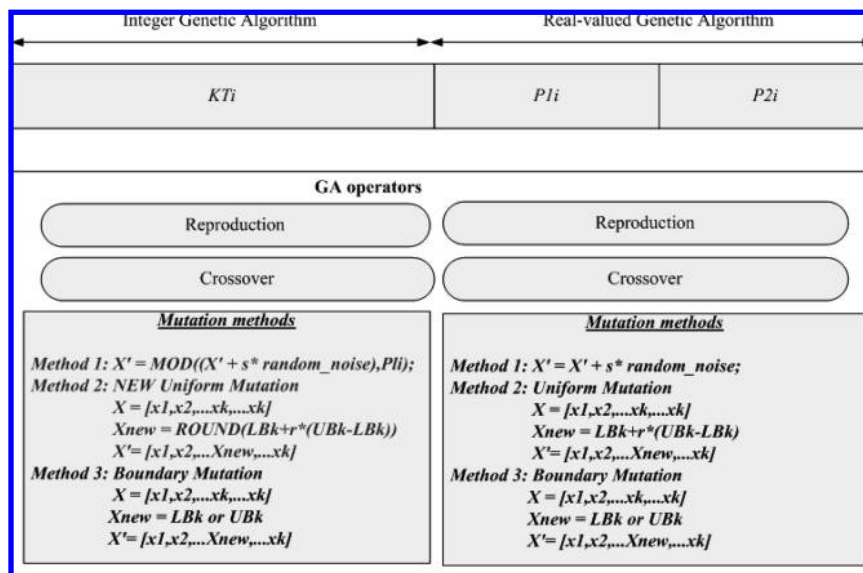 Integer Genetic Algorithm
Real-valued Genetic Algorithm
KTi
P1i
P2i
GA operators
Reproduction
Crossover
Mutation methods
Method 1: X' = MOD((X' + s* random_noise),Pli);
Method 2: NEW Uniform Mutation
X = [x1,x2,...xk,...xk]
Xnew = ROUND(LBk+r*(UBk-LBk))
X'= [x1,x2,...Xnew,...xk]
Method 3: Boundary Mutation
X = [x1,x2,...xk,...xk]
Xnew = LBk or UBk
X'= [x1,x2,...Xnew,...xk]
Reproduction
Crossover
Mutation methods
Method 1: X' = X' + s* random_noise;
Method 2: Uniform Mutation
X = [x1,x2,...xk,...xk]
Xnew = LBk+r*(UBk-LBk)
X'= [x1,x2,...Xnew,...xk]
Method 3: Boundary Mutation
X = [x1,x2,...xk,...xk]
Xnew = LBk or UBk
X'= [x1,x2,...Xnew,...xk]